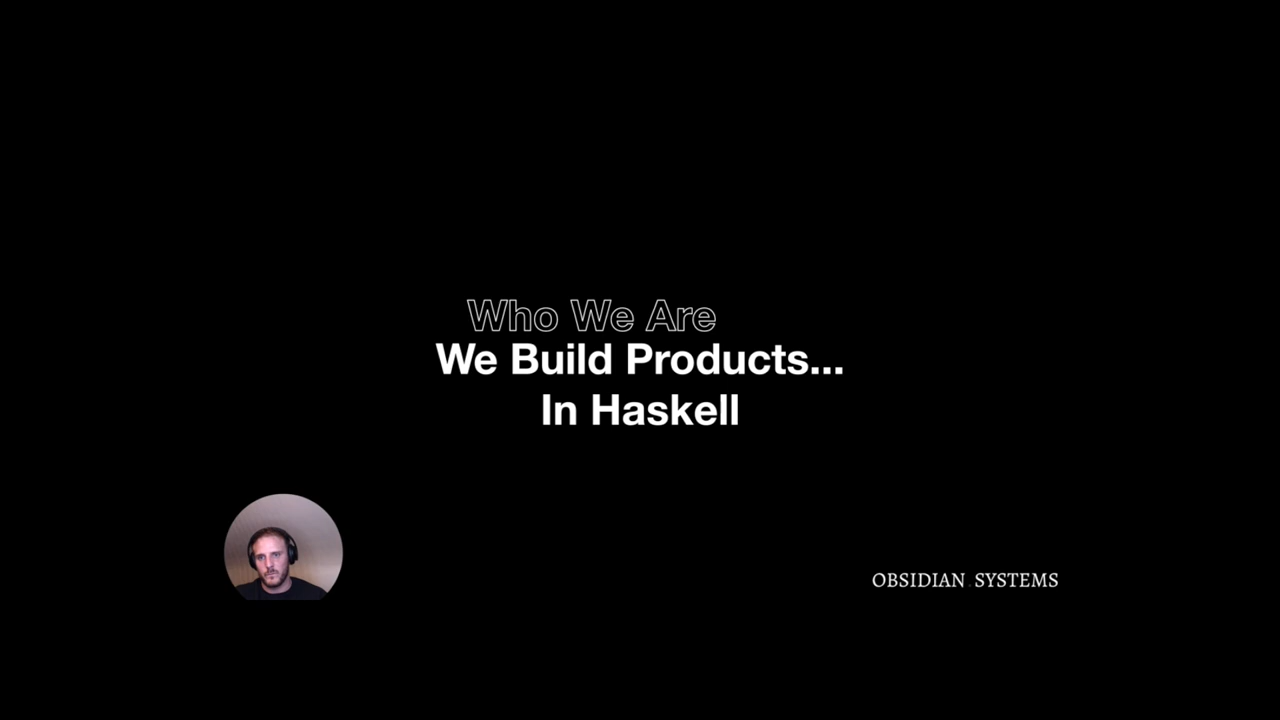 Who We Are
We Build Products...
In Haskell
OBSIDIAN.SYSTEMS